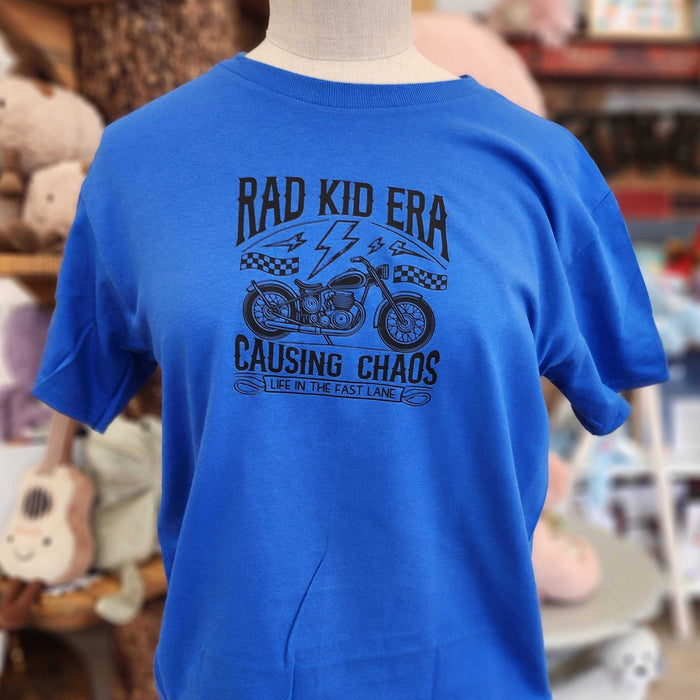 RAD KID ERA
CAUSING CHAOS
LIFE IN THE FAST LANE